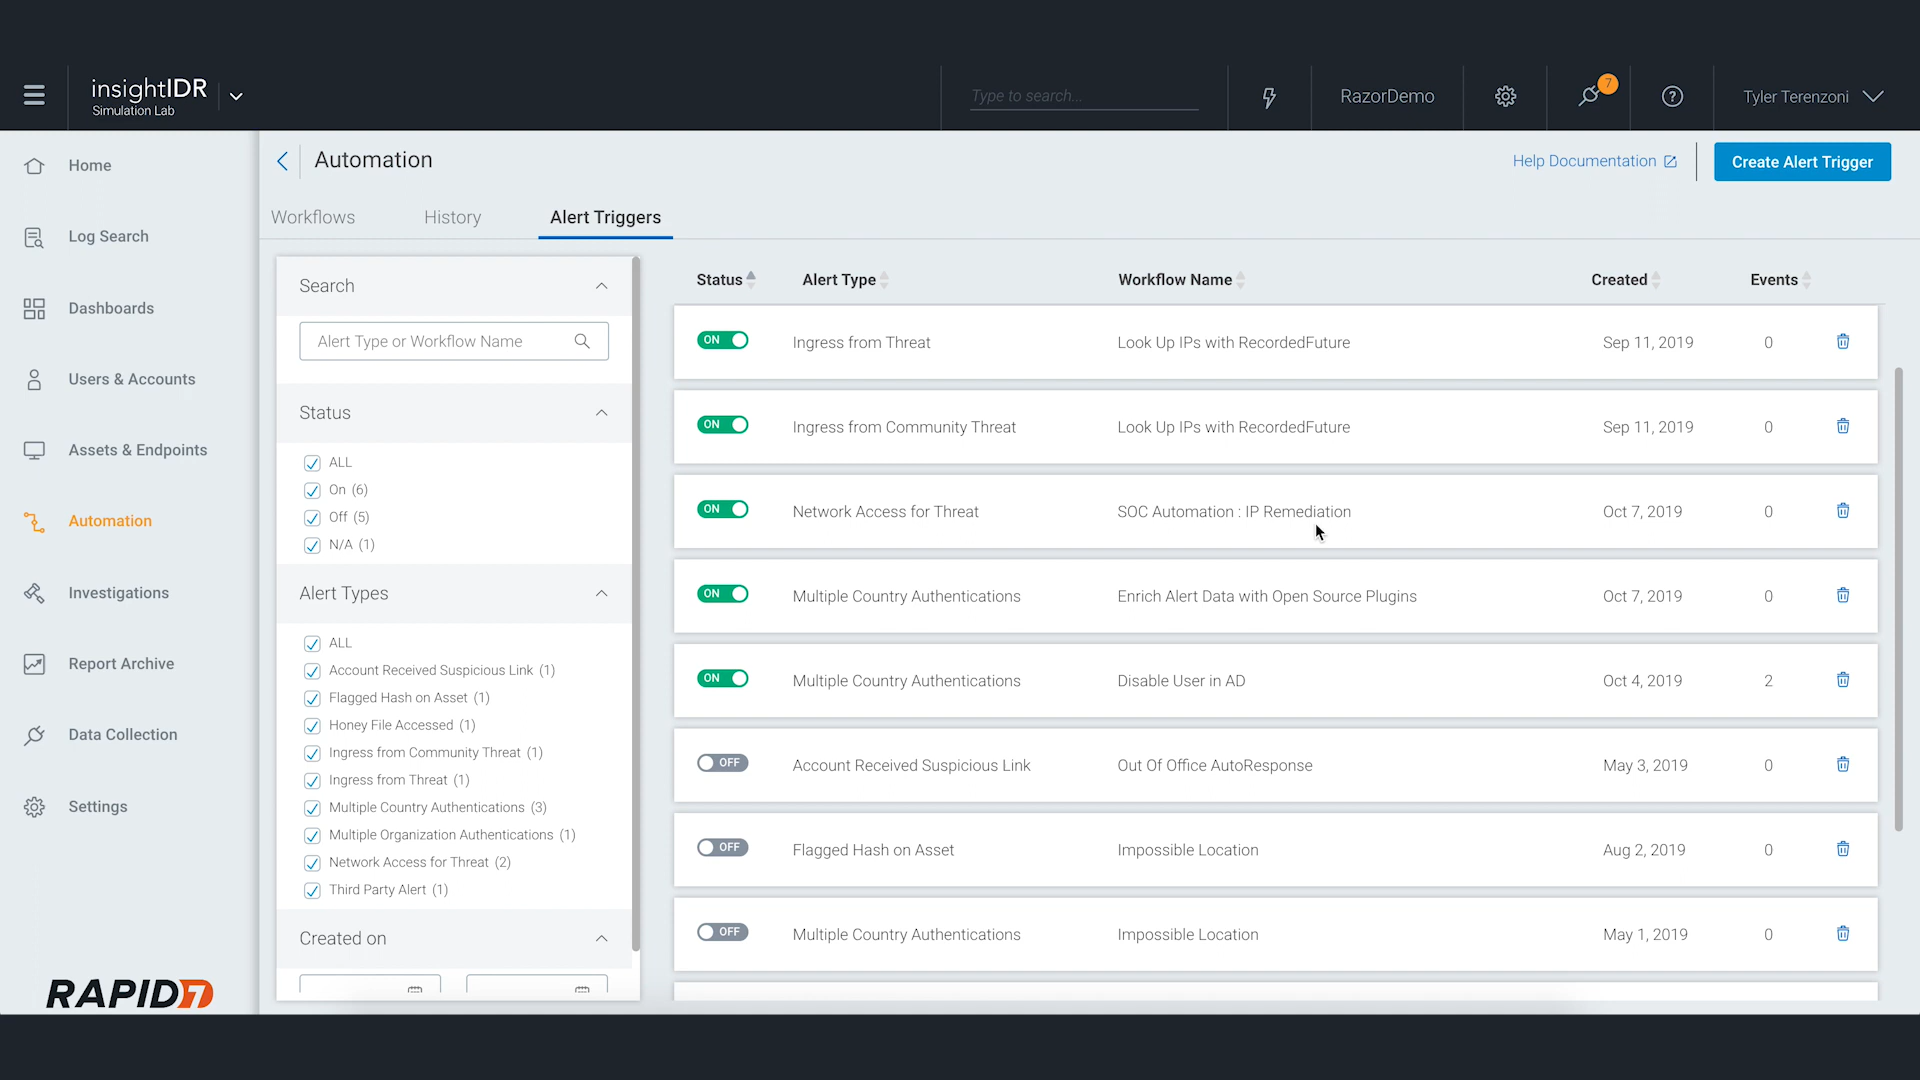 insightIDR
Simulation Lab
Type to search...
RazorDemo
7
Tyler Terenzoni
Home
Log Search
Dashboards
Users & Accounts
Assets & Endpoints
Automation
Investigations
Report Archive
Data Collection
Settings
RAPID7
Automation
Help Documentation
Create Alert Trigger
Workflows
History
Alert Triggers
Search
Alert Type or Workflow Name
Status
ALL
On (6)
Off (5)
N/A (1)
Alert Types
ALL
Account Received Suspicious Link (1)
Flagged Hash on Asset (1)
Honey File Accessed (1)
Ingress from Community Threat (1)
Ingress from Threat (1)
Multiple Country Authentications (3)
Multiple Organization Authentications (1)
Network Access for Threat (2)
Third Party Alert (1)
Created on
Status Alert Type Workflow Name Created Events
ON Ingress from Threat Look Up IPs with RecordedFuture Sep 11, 2019 0
ON Ingress from Community Threat Look Up IPs with RecordedFuture Sep 11, 2019 0
ON Network Access for Threat SOC Automation : IP Remediation Oct 7, 2019 0
ON Multiple Country Authentications Enrich Alert Data with Open Source Plugins Oct 7, 2019 0
ON Multiple Country Authentications Disable User in AD Oct 4, 2019 2
OFF Account Received Suspicious Link Out Of Office AutoResponse May 3, 2019 0
OFF Flagged Hash on Asset Impossible Location Aug 2, 2019 0
OFF Multiple Country Authentications Impossible Location May 1, 2019 0